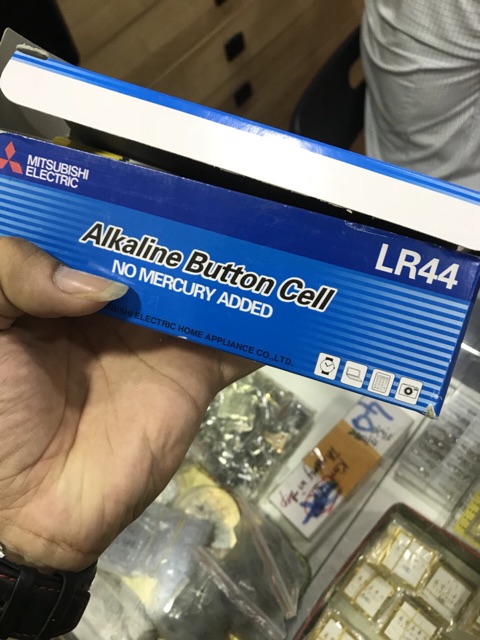 MITSUBISHI
ELECTRIC
LR44
Alkaline Button Cell
NO MERCURY ADDED
ELECTRIC HOME APPLIANCE CO.,LTD.